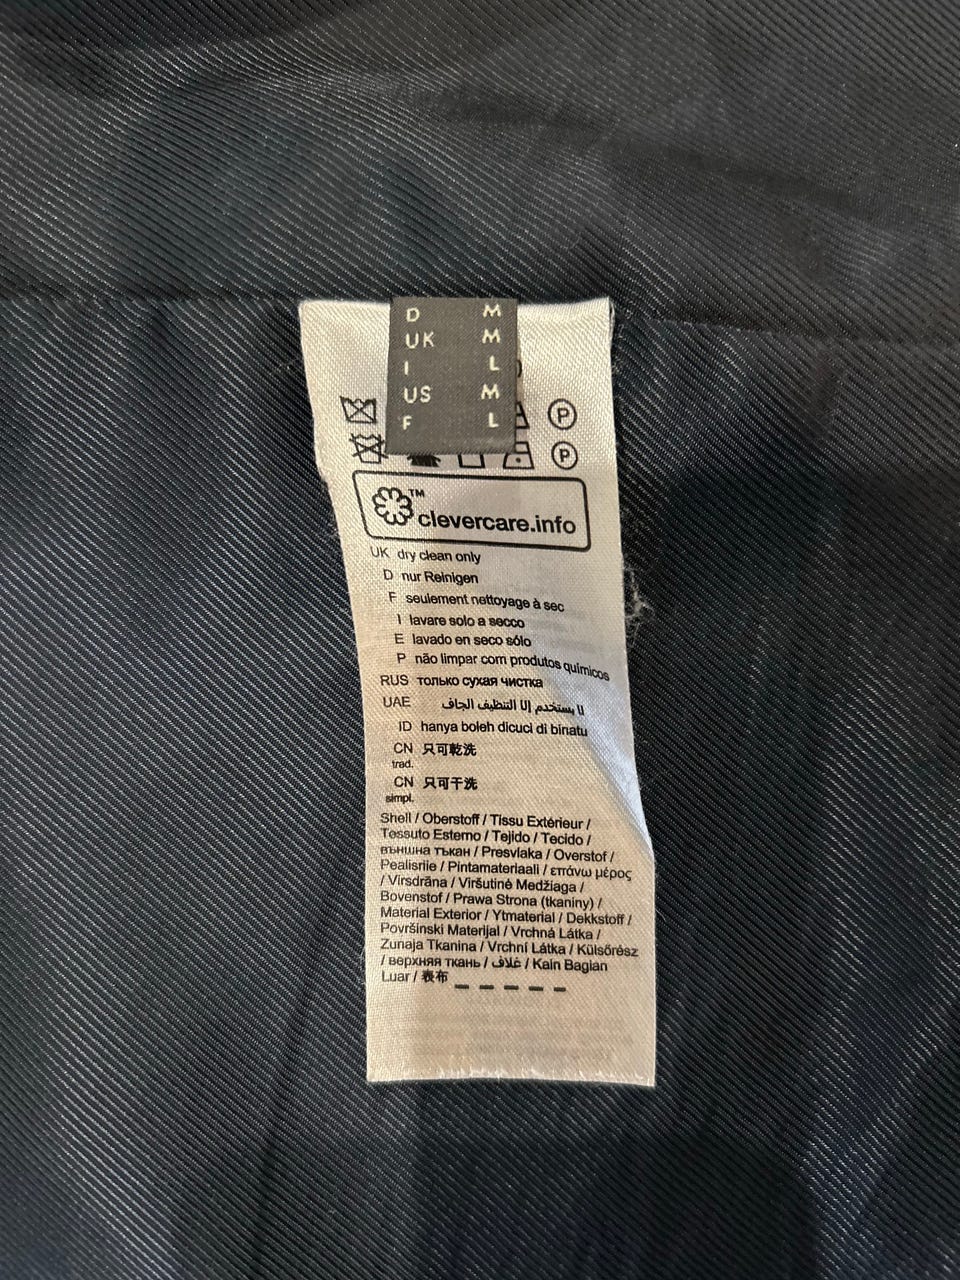 D M
UK M
I L
US M
F L
P
P
™
clevercare.info
UK dry clean only
D nur Reinigen
F seulement nettoyage à sec
I lavare solo a secco
E lavado en seco sólo
P não limpar com produtos químicos
RUS только сухая чистка
UAE لا يستخدم إلا التنظيف الجاف
ID hanya boleh dicuci di binatu
CN 只可乾洗
trad.
CN 只可干洗
simpl.
Shell / Oberstoff / Tissu Extérieur /
Tessuto Esterno / Tejido / Tecido /
външна тъкан / Presvlaka / Overstof /
Pealisriie / Pintamateriaali / επάνω μέρος
/ Virsdrāna / Viršutinė Medžiaga /
Bovenstof / Prawa Strona (tkaniny) /
Material Exterior / Ytmaterial / Dekkstoff /
Površinski Materijal / Vrchná Látka /
Zunaja Tkanina / Vrchní Látka / Külsőrész
/ верхняя ткань / غلاف / Kain Bagian
Luar / 表布 _ _ _ _ _